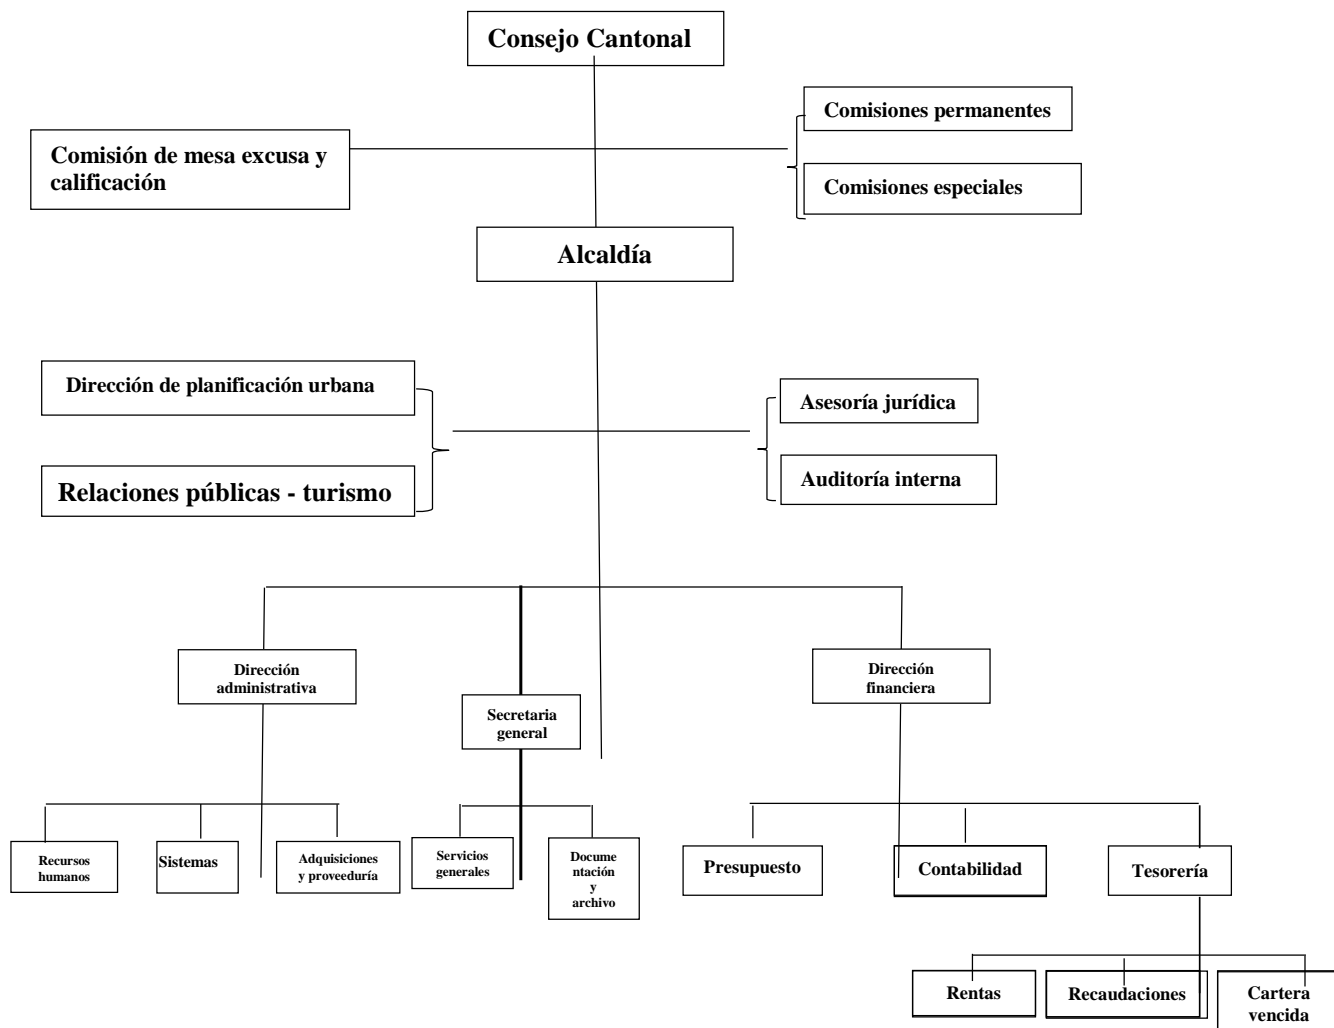 Consejo Cantonal
Comisiones permanentes
Comisión de mesa excusa y
calificación
Comisiones especiales
Alcaldía
Dirección de planificación urbana
Asesoría jurídica
Relaciones públicas - turismo
Auditoría interna
Dirección
administrativa
Secretaria
general
Dirección
financiera
Recursos
humanos
Sistemas
Adquisiciones
y proveeduría
Servicios
generales
Docume
ntación
y
archivo
Presupuesto
Contabilidad
Tesorería
Rentas
Recaudaciones
Cartera
vencida